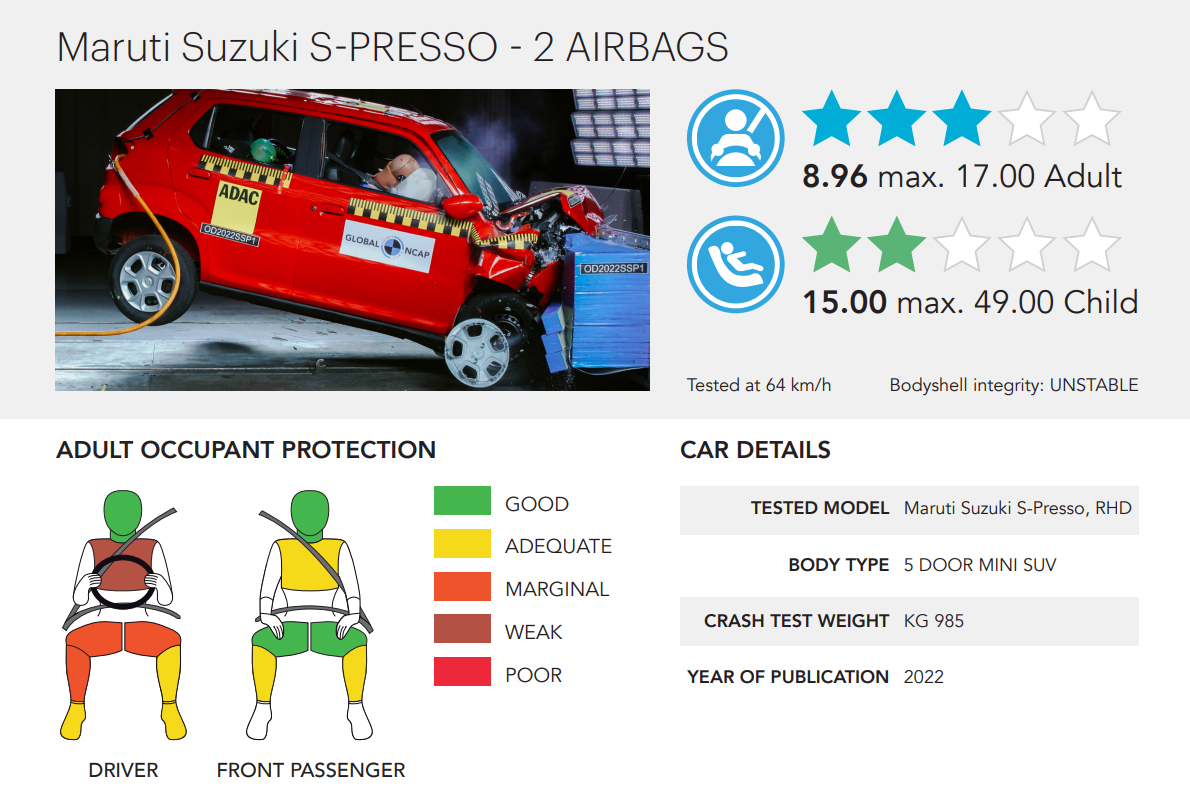 Maruti Suzuki S-PRESSO - 2 AIRBAGS
ADAC
OD2022SSP1
GLOBAL NCAP
OD2022SSP1
8.96 max. 17.00 Adult
15.00 max. 49.00 Child
Tested at 64 km/h
Bodyshell integrity: UNSTABLE
ADULT OCCUPANT PROTECTION
GOOD
ADEQUATE
MARGINAL
WEAK
POOR
DRIVER
FRONT PASSENGER
CAR DETAILS
TESTED MODEL Maruti Suzuki S-Presso, RHD
BODY TYPE 5 DOOR MINI SUV
CRASH TEST WEIGHT KG 985
YEAR OF PUBLICATION 2022